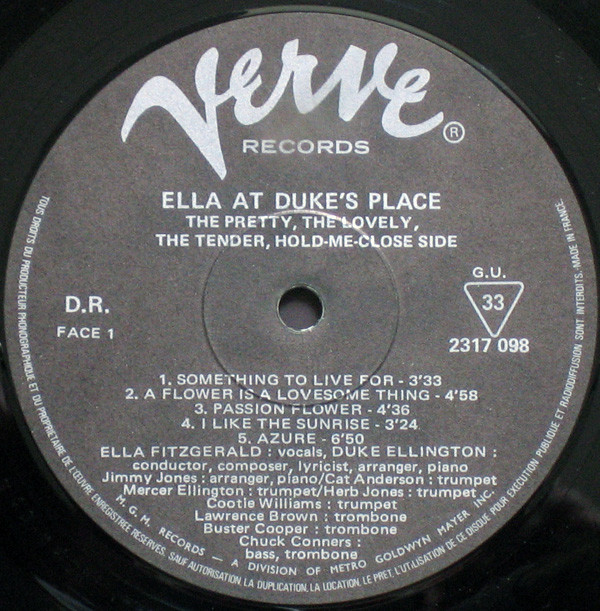 Verve
RECORDS
®
ELLA AT DUKE'S PLACE
THE PRETTY, THE LOVELY,
THE TENDER, HOLD-ME-CLOSE SIDE
D.R.
FACE 1
G.U.
33
2317 098
1. SOMETHING TO LIVE FOR - 3'33
2. A FLOWER IS A LOVESOME THING - 4'58
3. PASSION FLOWER - 4'36
4. I LIKE THE SUNRISE - 3'24
5. AZURE - 6'50
ELLA FITZGERALD : vocals, DUKE ELLINGTON :
conductor, composer, lyricist, arranger, piano
Jimmy Jones : arranger, piano/Cat Anderson : trumpet
Mercer Ellington : trumpet/Herb Jones : trumpet
Cootie Williams : trumpet
Lawrence Brown : trombone
Buster Cooper : trombone
Chuck Conners :
bass, trombone
M.G.M. RECORDS — A DIVISION OF METRO GOLDWYN MAYER INC.
TOUS DROITS DU PRODUCTEUR PHONOGRAPHIQUE ET DU PROPRIETAIRE DE L'ŒUVRE ENREGISTREE RESERVES, SAUF AUTORISATION, LA DUPLICATION, LA LOCATION, LE PRET, L'UTILISATION DE CE DISQUE POUR EXECUTION PUBLIQUE ET RADIODIFFUSION SONT INTERDITS. MADE IN FRANCE.